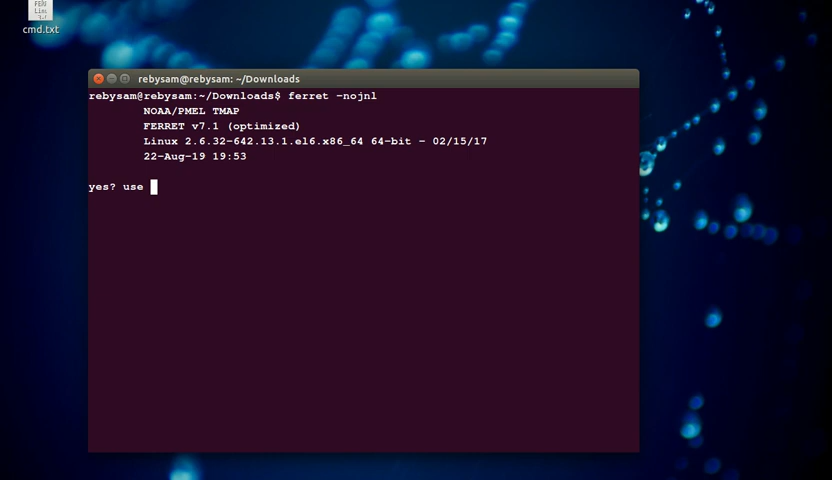 cmd.txt
rebysam@rebysam: ~/Downloads
rebysam@rebysam:~/Downloads$ ferret -nojnl
NOAA/PMEL TMAP
FERRET v7.1 (optimized)
Linux 2.6.32-642.13.1.el6.x86_64 64-bit - 02/15/17
22-Aug-19 19:53
yes? use